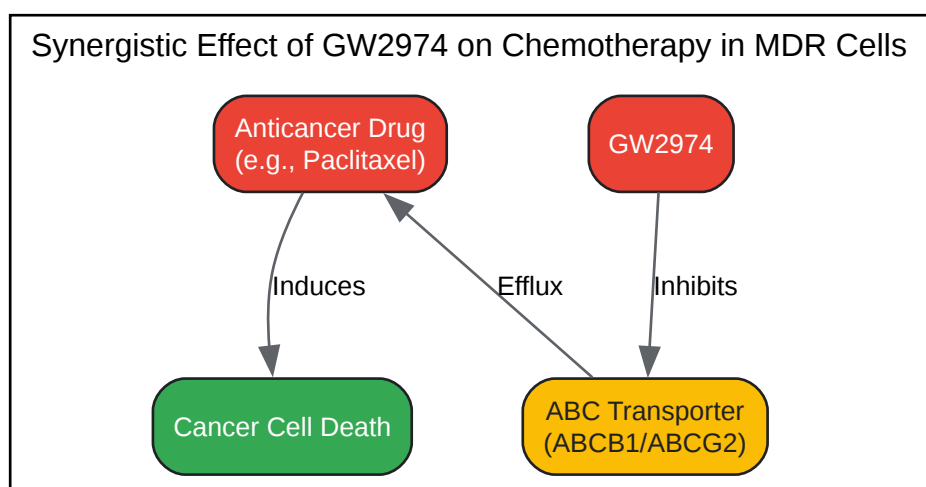 Synergistic Effect of GW2974 on Chemotherapy in MDR Cells
Anticancer Drug
(e.g., Paclitaxel)
GW2974
Induces
Efflux
Inhibits
Cancer Cell Death
ABC Transporter
(ABCB1/ABCG2)